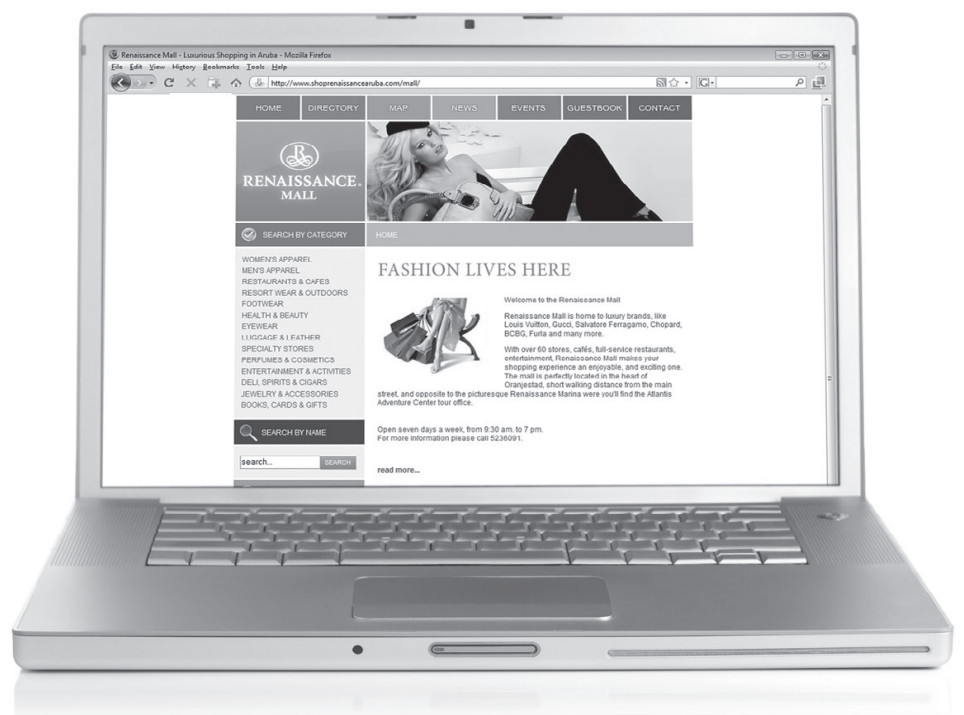 Renaissance Mall - Luxurious Shopping in Aruba - Mozilla Firefox
File Edit View History Bookmarks Tools Help
http://www.shoprenaissancearuba.com/mall/
HOME DIRECTORY MAP NEWS EVENTS GUESTBOOK CONTACT
R
RENAISSANCE
MALL
SEARCH BY CATEGORY
HOME
WOMEN'S APPAREL
MEN'S APPAREL
RESTAURANTS & CAFES
RESORT WEAR & OUTDOORS
FOOTWEAR
HEALTH & BEAUTY
EYEWEAR
LUGGAGE & LEATHER
SPECIALTY STORES
PERFUMES & COSMETICS
ENTERTAINMENT & ACTIVITIES
DELI, SPIRITS & CIGARS
JEWELRY & ACCESSORIES
BOOKS, CARDS & GIFTS
SEARCH BY NAME
search...
SEARCH
FASHION LIVES HERE
Welcome to the Renaissance Mall
Renaissance Mall is home to luxury brands, like
Louis Vuitton, Gucci, Salvatore Ferragamo, Chopard,
BCBG, Furla and many more.
With over 60 stores, cafés, full-service restaurants,
entertainment, Renaissance Mall makes your
shopping experience an enjoyable, and exciting one.
The mall is perfectly located in the heart of
Oranjestad, short walking distance from the main
street, and opposite to the picturesque Renaissance Marina were you'll find the Atlantis
Adventure Center tour office.
Open seven days a week, from 9:30 am. to 7 pm.
For more information please call 5236091.
read more...